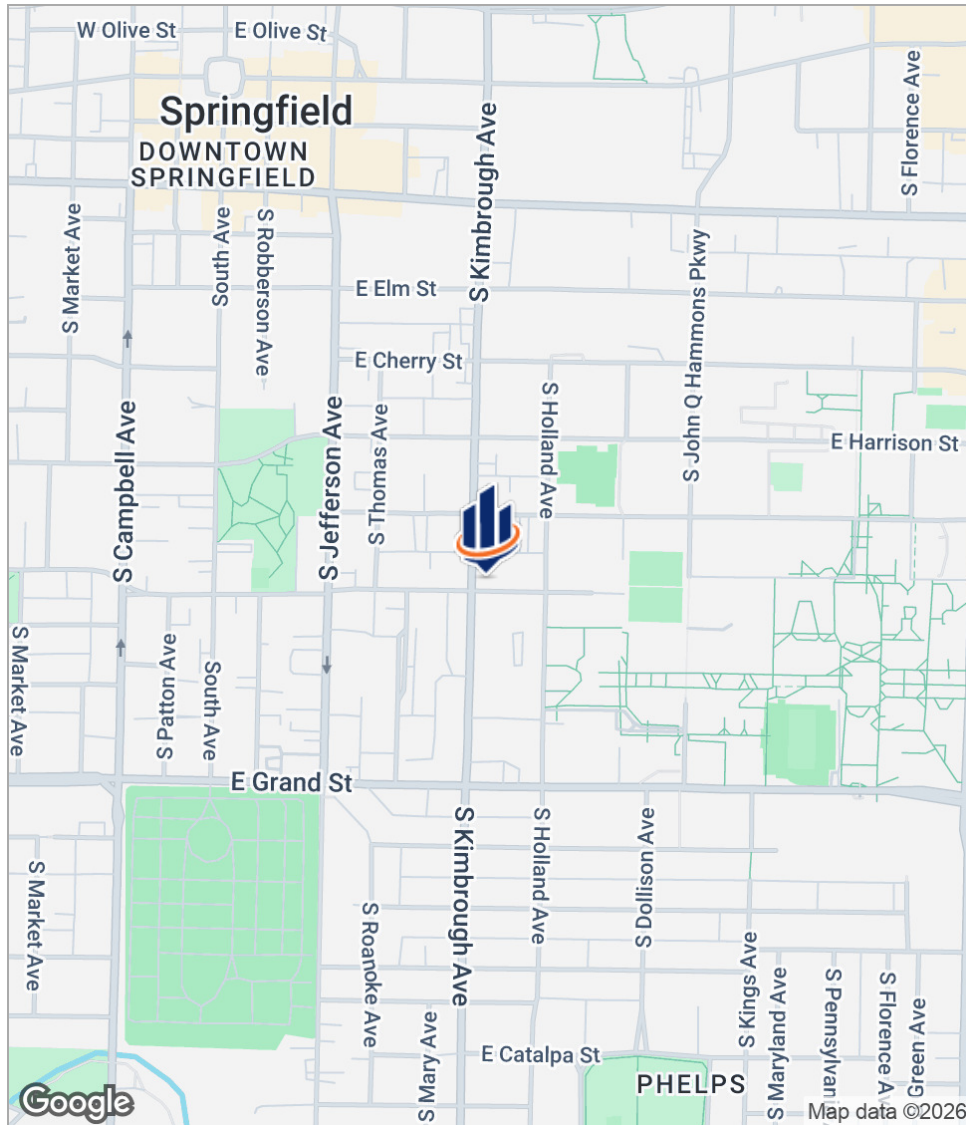 W Olive St
E Olive St
Springfield
DOWNTOWN
SPRINGFIELD
S Florence Ave
S Kimbrough Ave
S Market Ave
South Ave
S Robberson Ave
S John Q Hammons Pkwy
E Elm St
E Cherry St
S Campbell Ave
S Jefferson Ave
S Thomas Ave
S Holland Ave
E Harrison St
S Market Ave
S Patton Ave
South Ave
E Grand St
S Kimbrough Ave
S Holland Ave
S Dollison Ave
S Market Ave
S Roanoke Ave
S Mary Ave
S Kings Ave
S Maryland Ave
S Pennsylvani
S Florence Av
Green Ave
E Catalpa St
PHELPS
Google
Map data ©2026